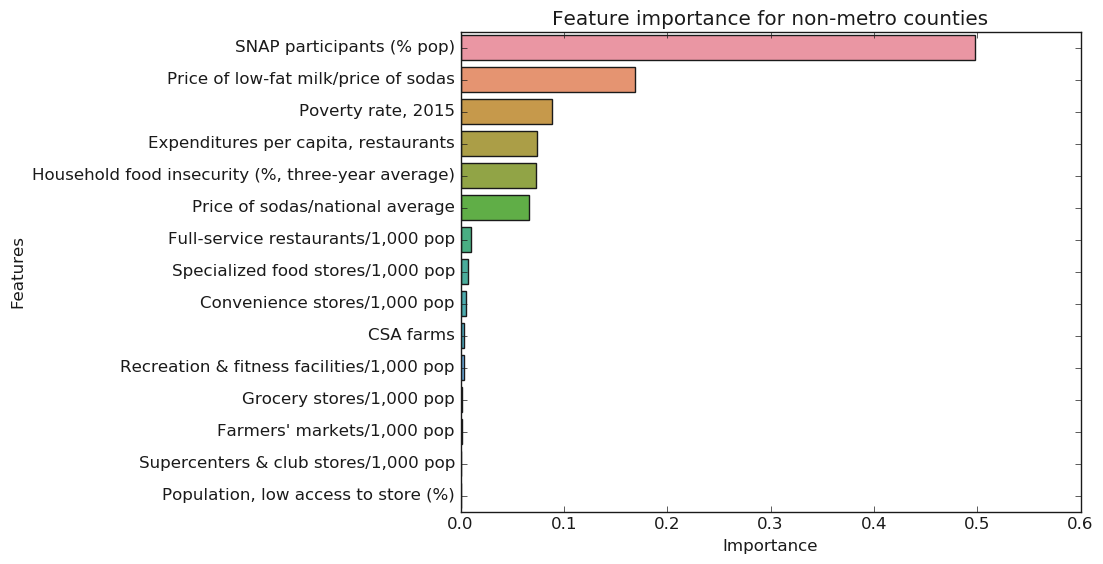 Feature importance for non-metro counties
SNAP participants (% pop)
Price of low-fat milk/price of sodas
Poverty rate, 2015
Expenditures per capita, restaurants
Household food insecurity (%, three-year average)
Price of sodas/national average
Full-service restaurants/1,000 pop
Specialized food stores/1,000 pop
Convenience stores/1,000 pop
CSA farms
Recreation & fitness facilities/1,000 pop
Grocery stores/1,000 pop
Farmers' markets/1,000 pop
Supercenters & club stores/1,000 pop
Population, low access to store (%)
Features
0.0 0.1 0.2 0.3 0.4 0.5 0.6
Importance